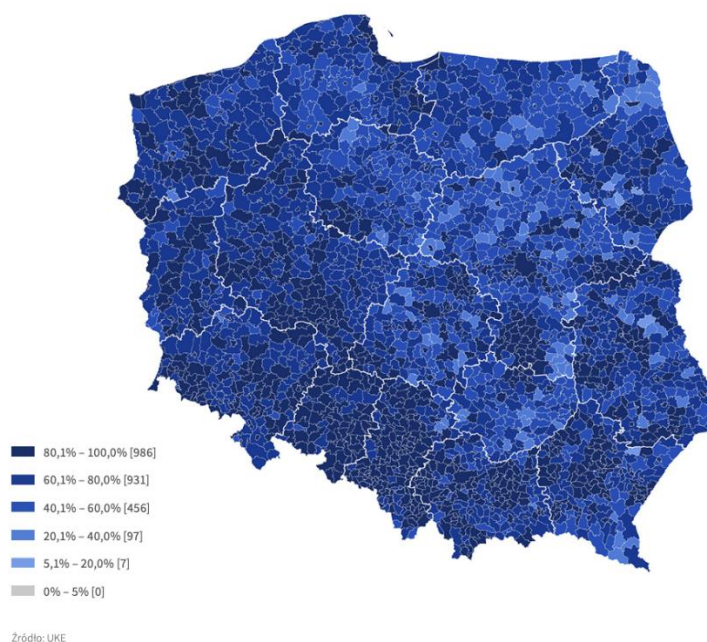 80,1% – 100,0% [986]
60,1% – 80,0% [931]
40,1% – 60,0% [456]
20,1% – 40,0% [97]
5,1% – 20,0% [7]
0% – 5% [0]
Źródło: UKE